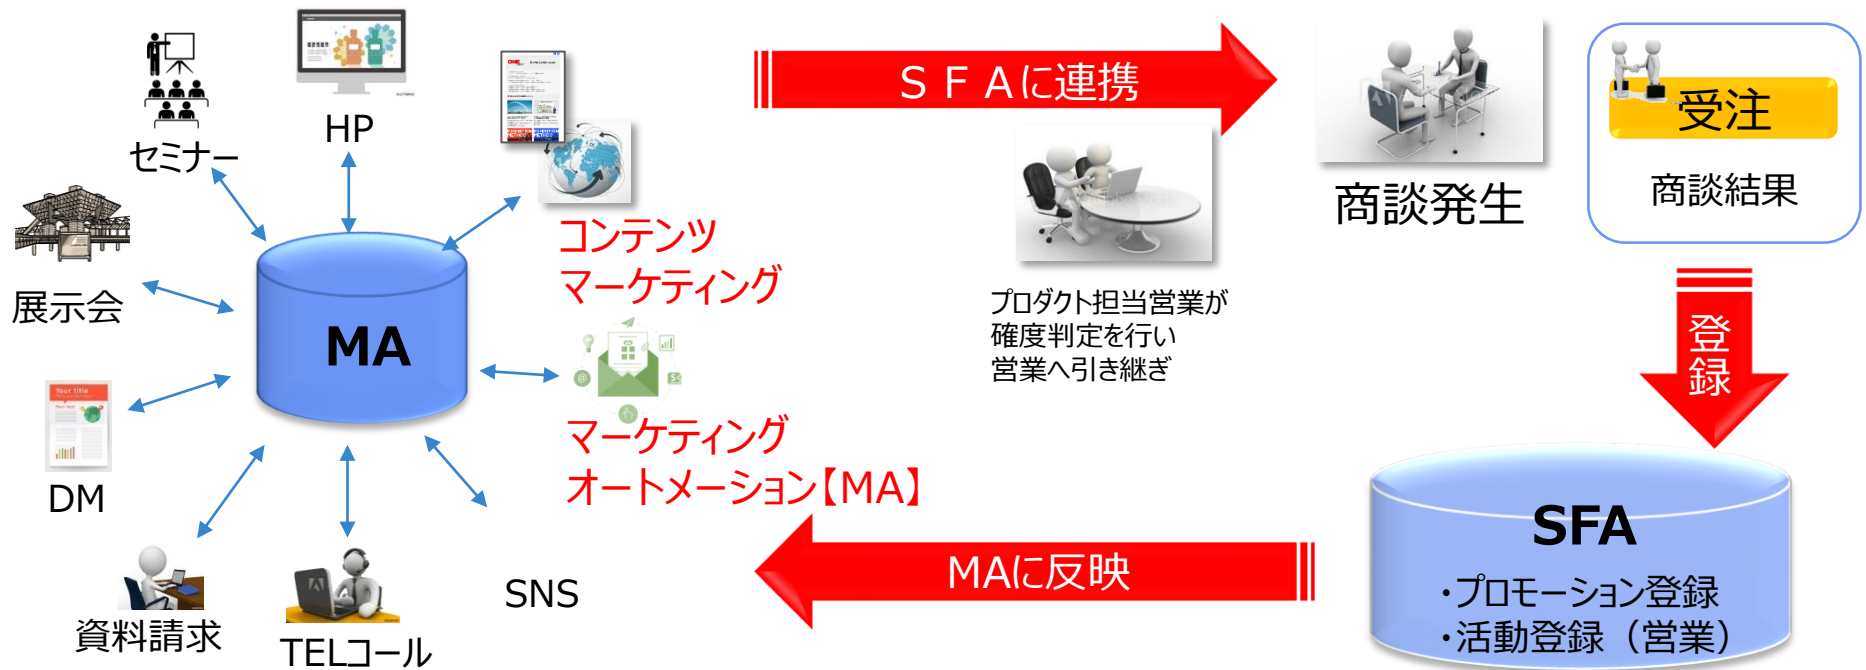 セミナー
HP
コンテンツ
マーケティング
展示会
MA
DM
マーケティング
オートメーション【MA】
資料請求
TELコール
SNS
ＳＦＡに連携
プロダクト担当営業が
確度判定を行い
営業へ引き継ぎ
商談発生
受注
商談結果
登録
SFA
・プロモーション登録
・活動登録（営業）
MAに反映
Your title